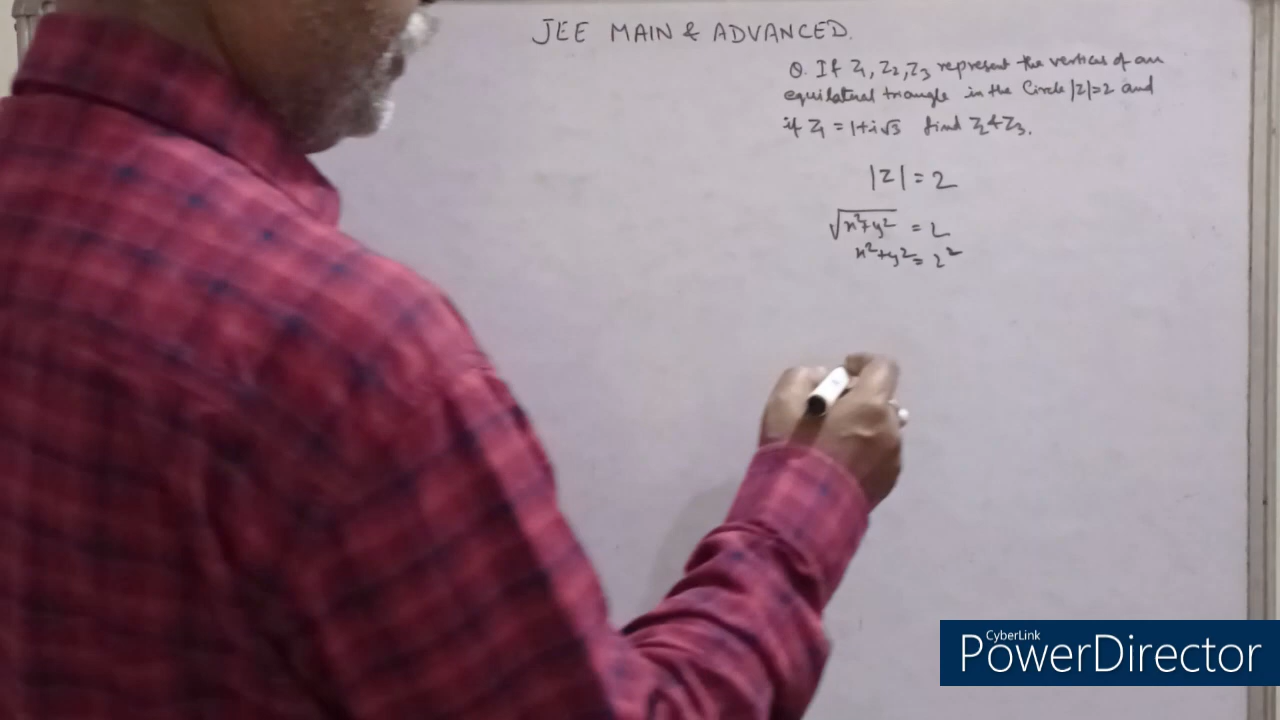 JEE MAIN & ADVANCED.
Q. If Z₁, Z₂, Z₃ represent the vertices of an
equilateral triangle in the Circle |Z|=2 and
if Z₁ = 1+i√3 find Z₂ & Z₃.
|Z| = 2
√x²+y² = 2
x²+y² = 2²
CyberLink
PowerDirector